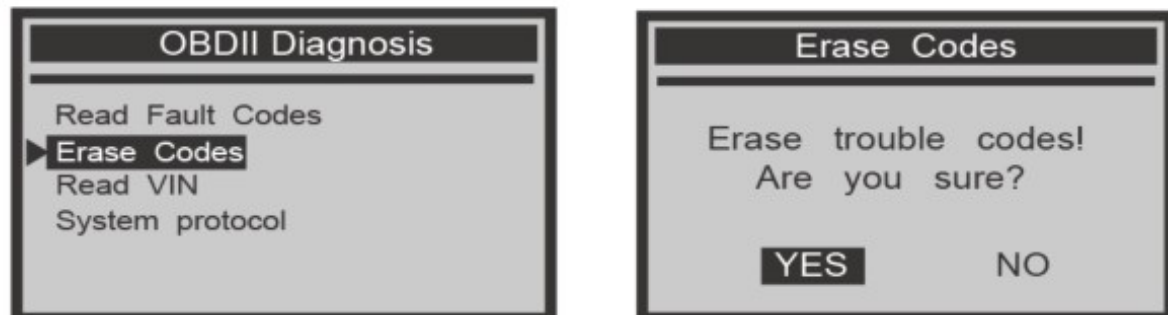 OBDII Diagnosis
Read Fault Codes
Erase Codes
Read VIN
System protocol
Erase Codes
Erase trouble codes!
Are you sure?
YES NO